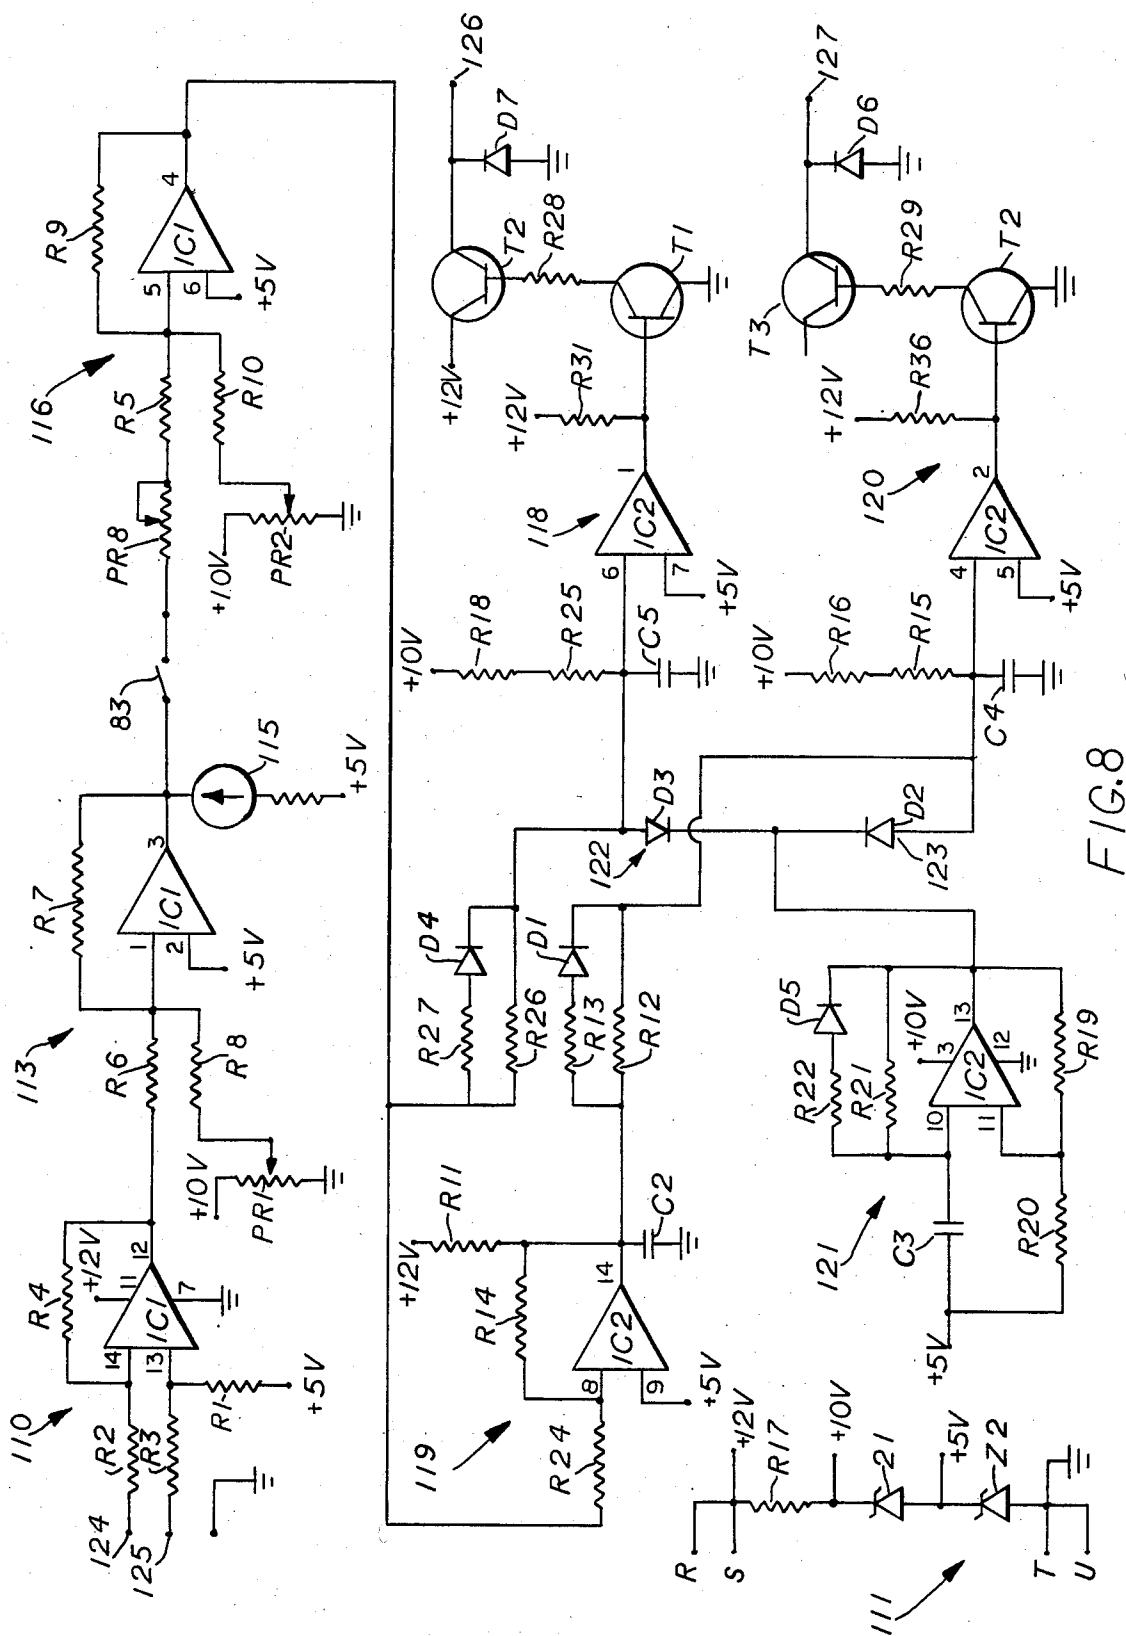 110
124
125
R2
R3
R1
+5V
R4
14
13
11
+12V
IC1
12
7
+10V
PR1
R6
R8
113
R7
1
2
+5V
IC1
3
115
+5V
83
PR8
+10V
PR2
R5
R10
116
R9
5
6
+5V
IC1
4
119
R24
8
9
+5V
IC2
14
R14
+12V
R11
C2
R27
D4
R26
R13
D1
R12
122
D3
D2
123
+10V
R18
R25
C5
6
7
+5V
IC2
1
118
+12V
R31
T1
R28
T2
+12V
D7
126
+10V
R16
R15
C4
4
5
+5V
IC2
2
120
+12V
R36
T2
R29
T3
D6
127
121
+5V
C3
R20
R22
D5
R21
10
11
+10V
3
IC2
13
12
R19
111
R
S
+12V
R17
+10V
21
+5V
Z2
T
U
FIG.8